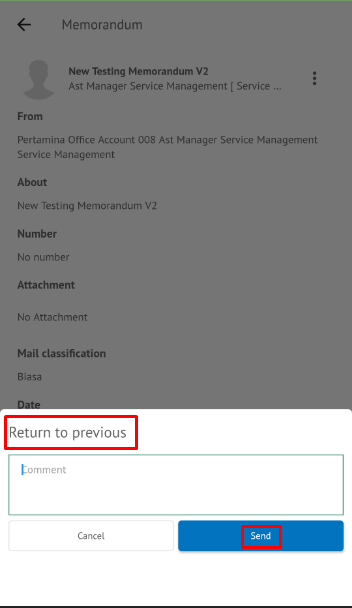 Memorandum
New Testing Memorandum V2
Ast Manager Service Management [ Service ...
From
Pertamina Office Account 008 Ast Manager Service Management
Service Management
About
New Testing Memorandum V2
Number
No number
Attachment
No Attachment
Mail classification
Biasa
Date
Return to previous
Comment
Cancel
Send